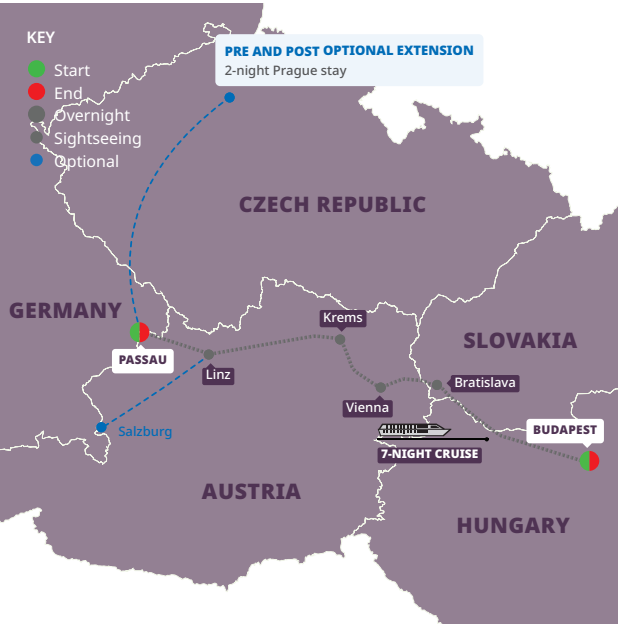 KEY
Start
End
Overnight
Sightseeing
Optional
PRE AND POST OPTIONAL EXTENSION
2-night Prague stay
CZECH REPUBLIC
GERMANY
PASSAU
Linz
Krems
SLOVAKIA
Bratislava
Vienna
Salzburg
BUDAPEST
7-NIGHT CRUISE
AUSTRIA
HUNGARY